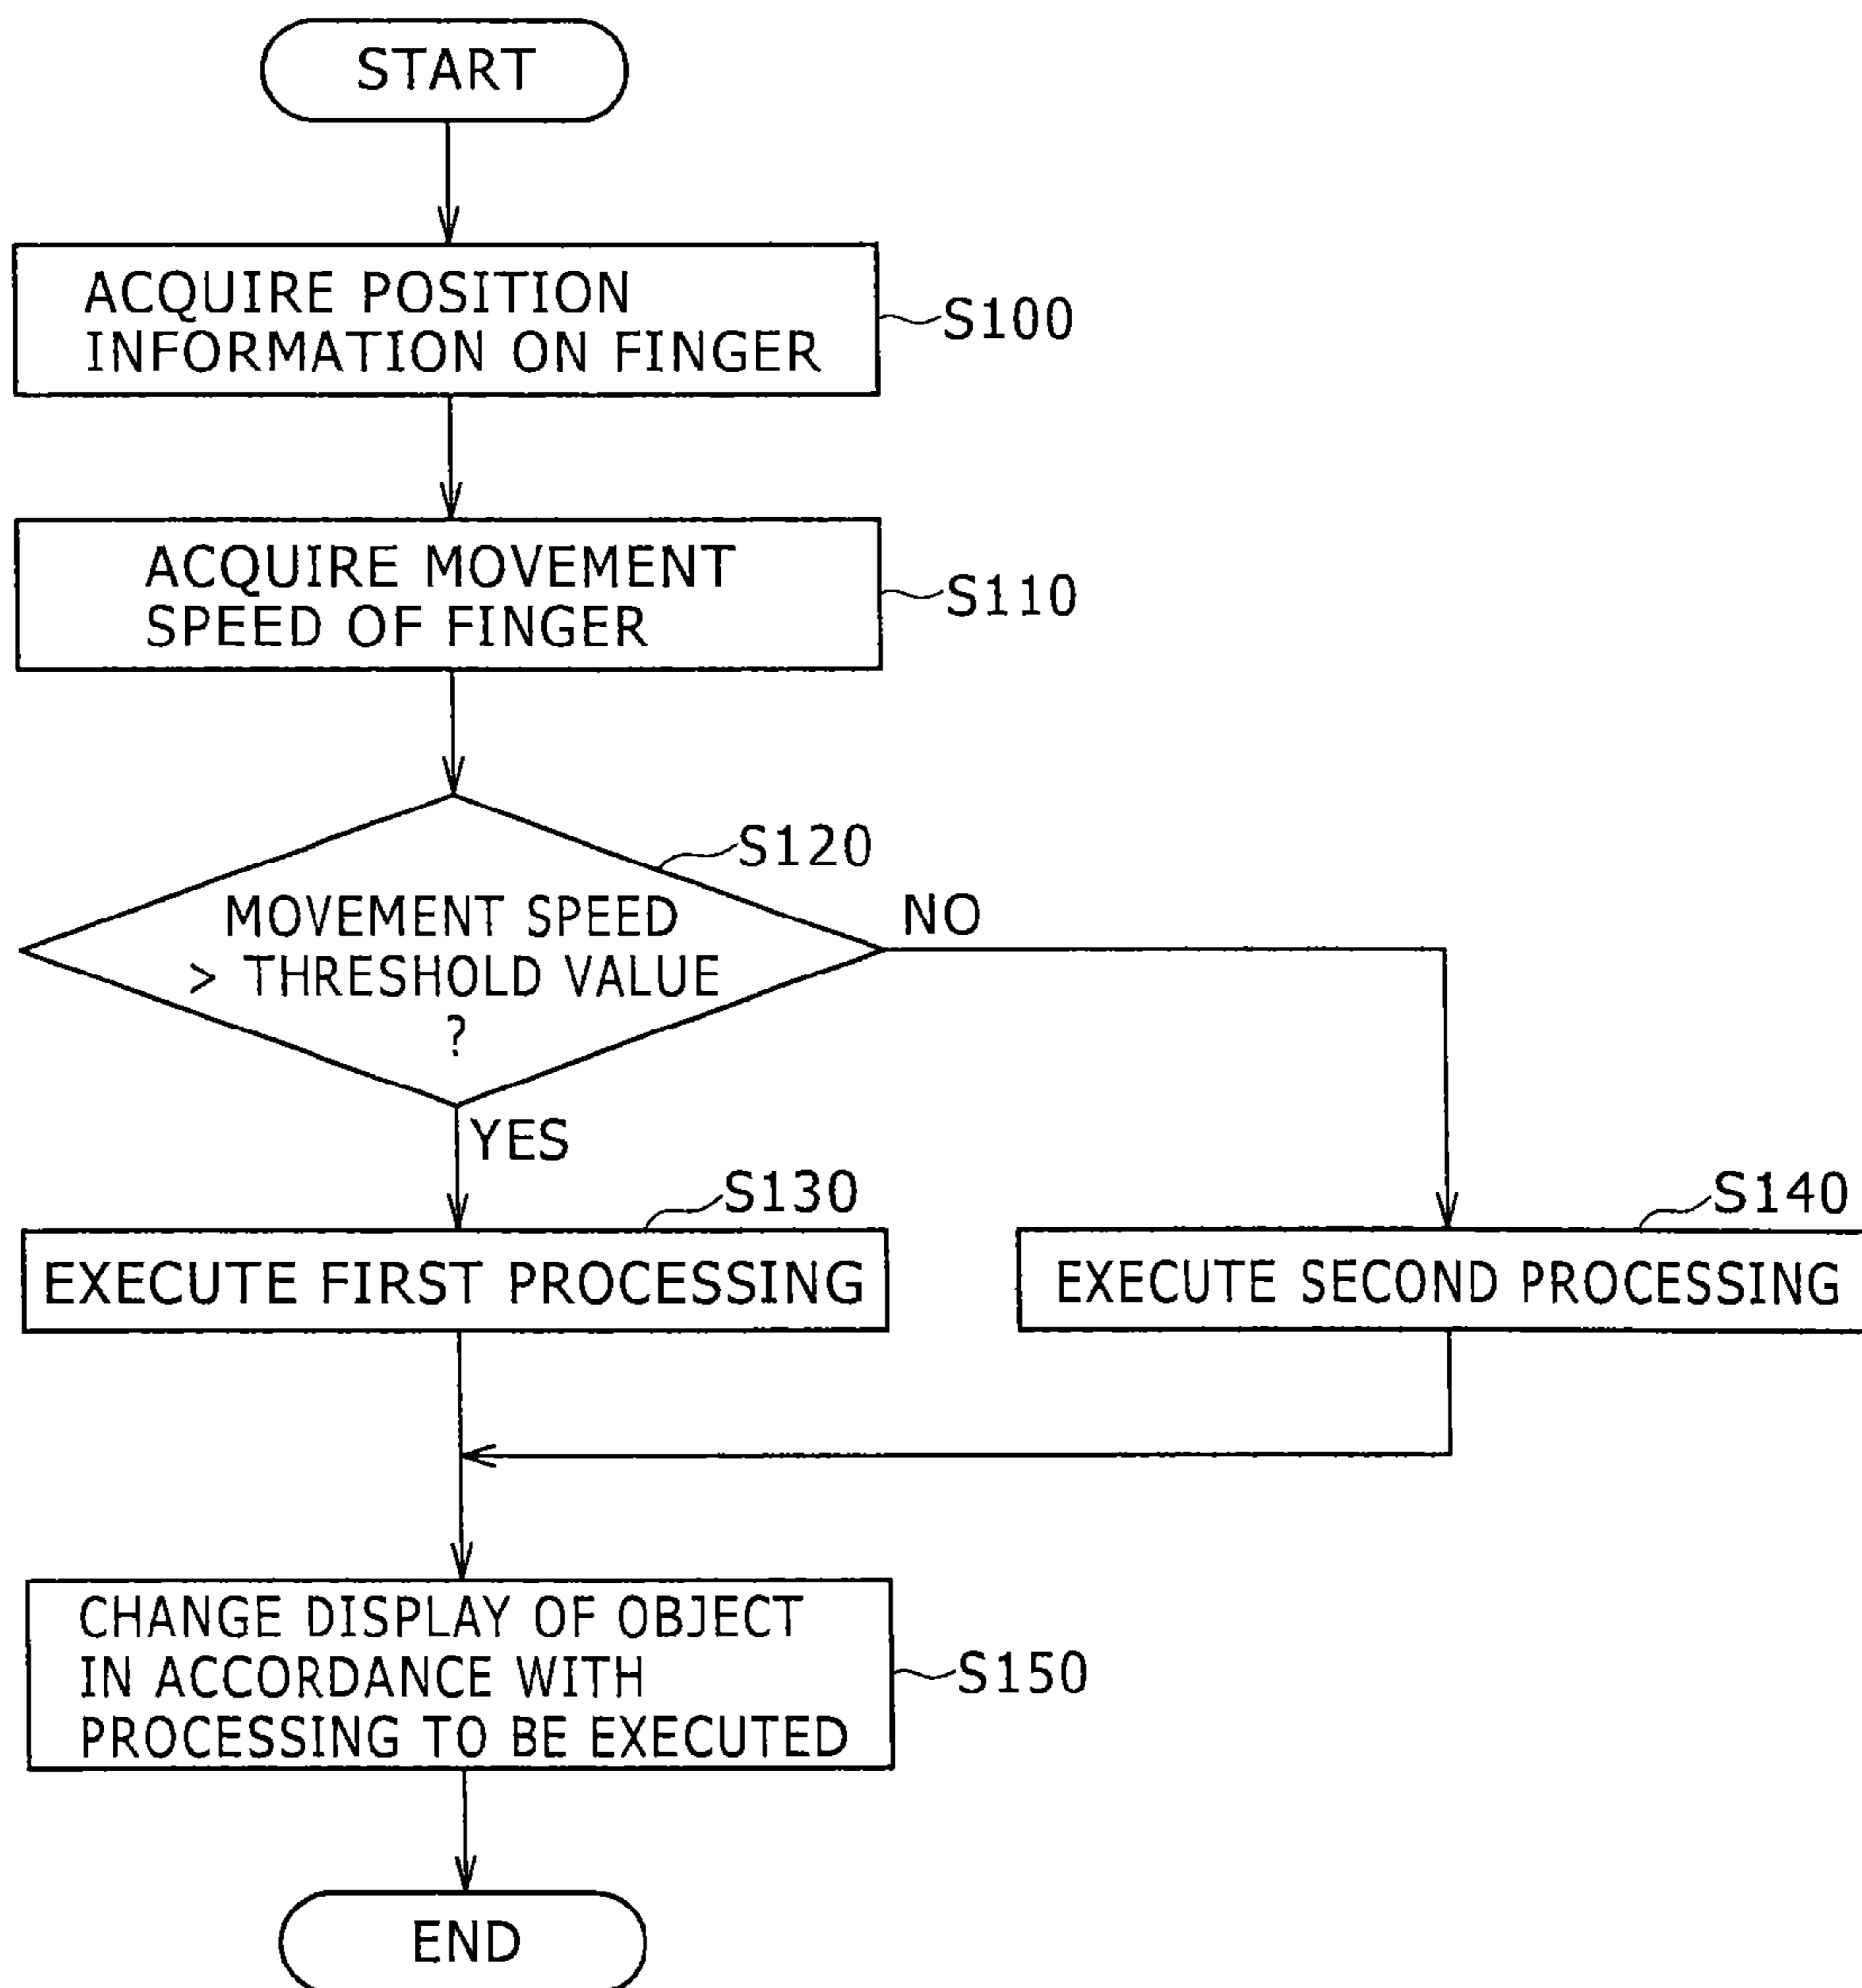 START
ACQUIRE POSITION
INFORMATION ON FINGER
S100
ACQUIRE MOVEMENT
SPEED OF FINGER
S110
S120
MOVEMENT SPEED
> THRESHOLD VALUE
?
NO
YES
S130
EXECUTE FIRST PROCESSING
S140
EXECUTE SECOND PROCESSING
CHANGE DISPLAY OF OBJECT
IN ACCORDANCE WITH
PROCESSING TO BE EXECUTED
S150
END